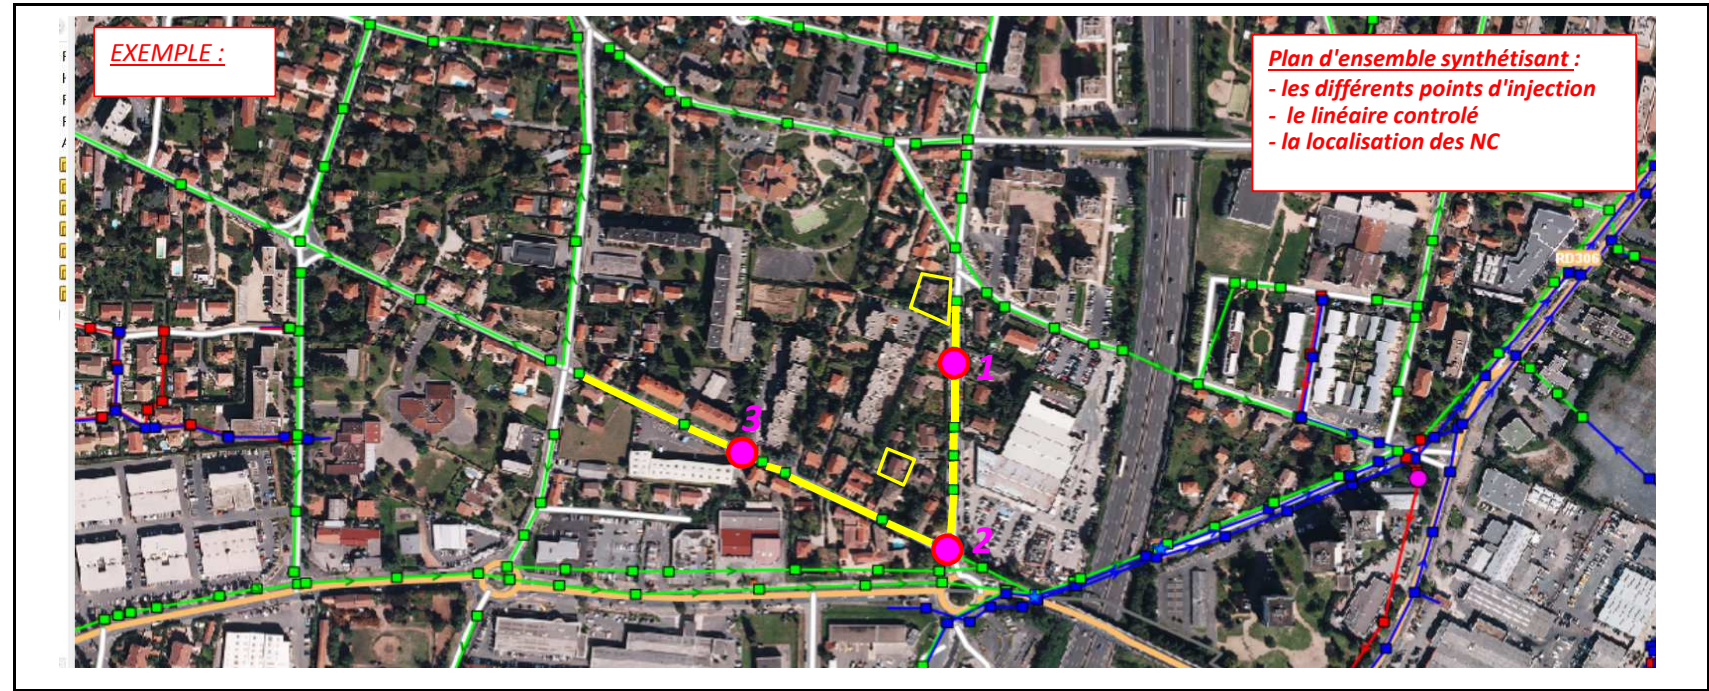 EXEMPLE :
Plan d'ensemble synthétisant :
- les différents points d'injection
- le linéaire controlé
- la localisation des NC
RD306
1
3
2